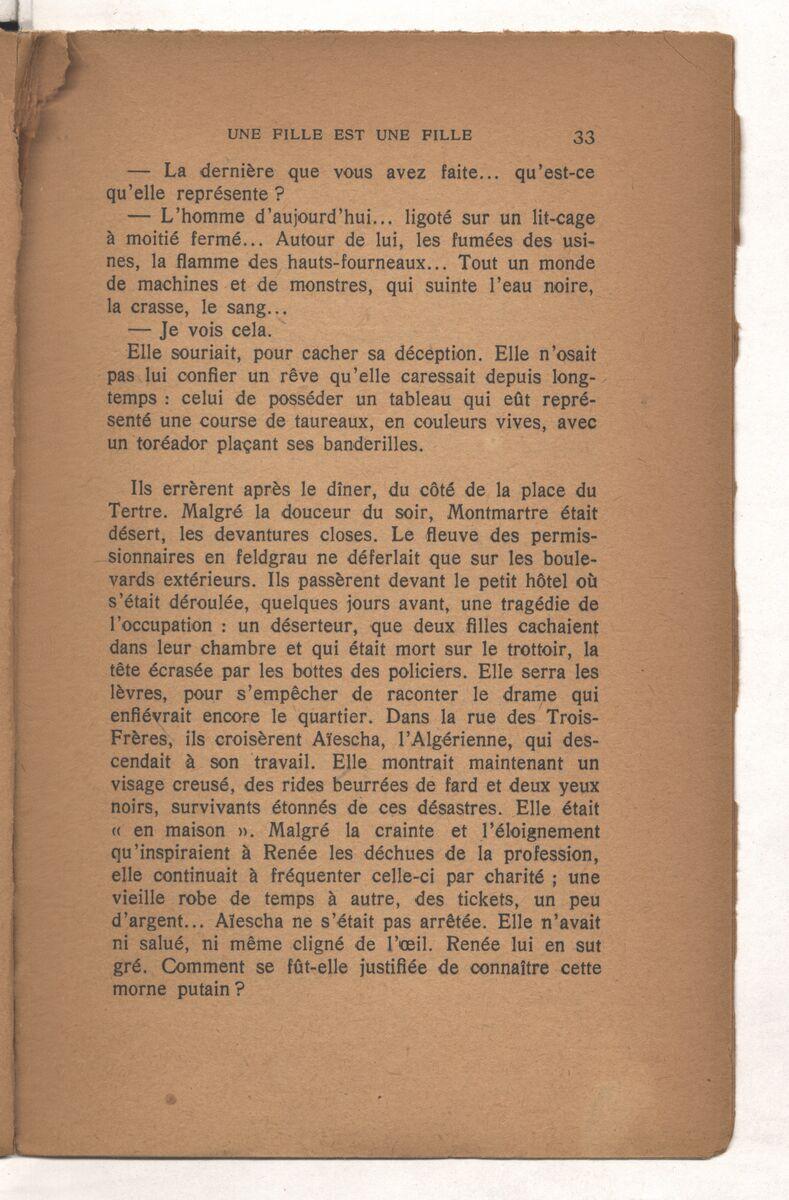 UNE FILLE EST UNE FILLE 33
— La dernière que vous avez faite... qu'est-ce
qu'elle représente ?
— L'homme d'aujourd'hui... ligoté sur un lit-cage
à moitié fermé... Autour de lui, les fumées des usi-
nes, la flamme des hauts-fourneaux... Tout un monde
de machines et de monstres, qui suinte l'eau noire,
la crasse, le sang...
— Je vois cela.
Elle souriait, pour cacher sa déception. Elle n'osait
pas lui confier un rêve qu'elle caressait depuis long-
temps : celui de posséder un tableau qui eût repré-
senté une course de taureaux, en couleurs vives, avec
un toréador plaçant ses banderilles.
Ils errèrent après le dîner, du côté de la place du
Tertre. Malgré la douceur du soir, Montmartre était
désert, les devantures closes. Le fleuve des permis-
sionnaires en feldgrau ne déferlait que sur les boule-
vards extérieurs. Ils passèrent devant le petit hôtel où
s'était déroulée, quelques jours avant, une tragédie de
l'occupation : un déserteur, que deux filles cachaient
dans leur chambre et qui était mort sur le trottoir, la
tête écrasée par les bottes des policiers. Elle serra les
lèvres, pour s'empêcher de raconter le drame qui
enfiévrait encore le quartier. Dans la rue des Trois-
Frères, ils croisèrent Aïescha, l'Algérienne, qui des-
cendait à son travail. Elle montrait maintenant un
visage creusé, des rides beurrées de fard et deux yeux
noirs, survivants étonnés de ces désastres. Elle était
« en maison ». Malgré la crainte et l'éloignement
qu'inspiraient à Renée les déchues de la profession,
elle continuait à fréquenter celle-ci par charité ; une
vieille robe de temps à autre, des tickets, un peu
d'argent... Aïescha ne s'était pas arrêtée. Elle n'avait
ni salué, ni même cligné de l'œil. Renée lui en sut
gré. Comment se fût-elle justifiée de connaître cette
morne putain ?